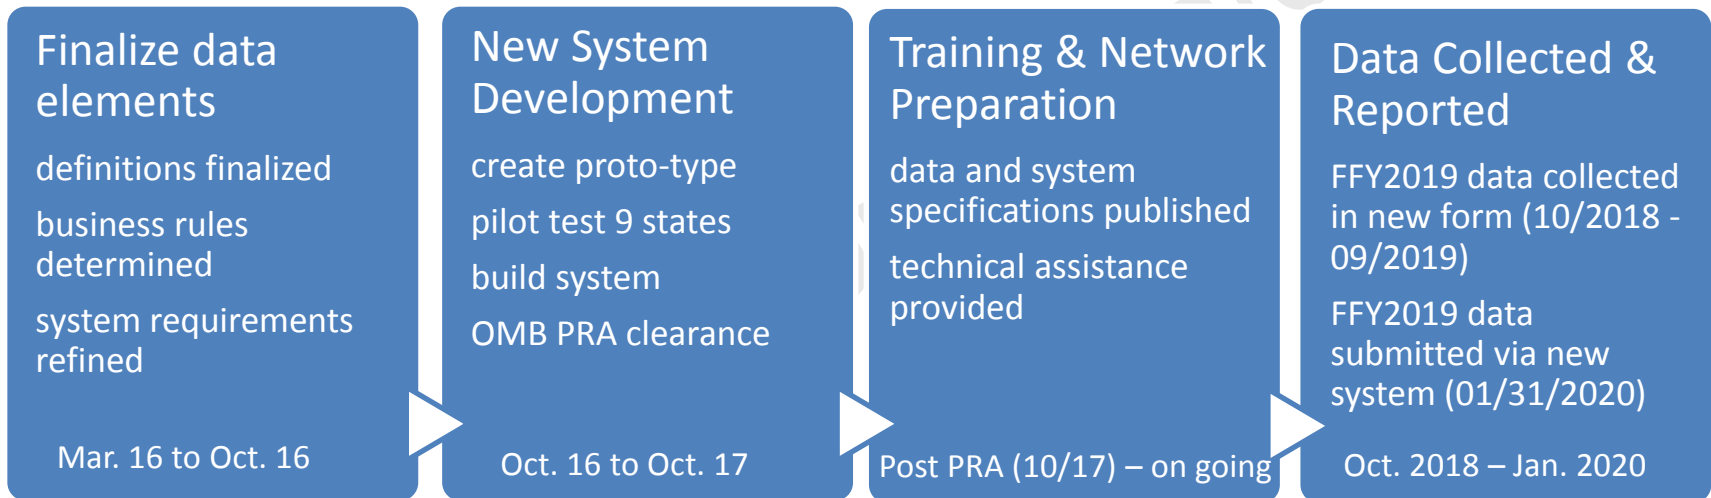 Finalize data
elements
definitions finalized
business rules
determined
system requirements
refined
Mar. 16 to Oct. 16
New System
Development
create proto-type
pilot test 9 states
build system
OMB PRA clearance
Oct. 16 to Oct. 17
Training & Network
Preparation
data and system
specifications published
technical assistance
provided
Post PRA (10/17) – on going
Data Collected &
Reported
FFY2019 data collected
in new form (10/2018 -
09/2019)
FFY2019 data
submitted via new
system (01/31/2020)
Oct. 2018 – Jan. 2020